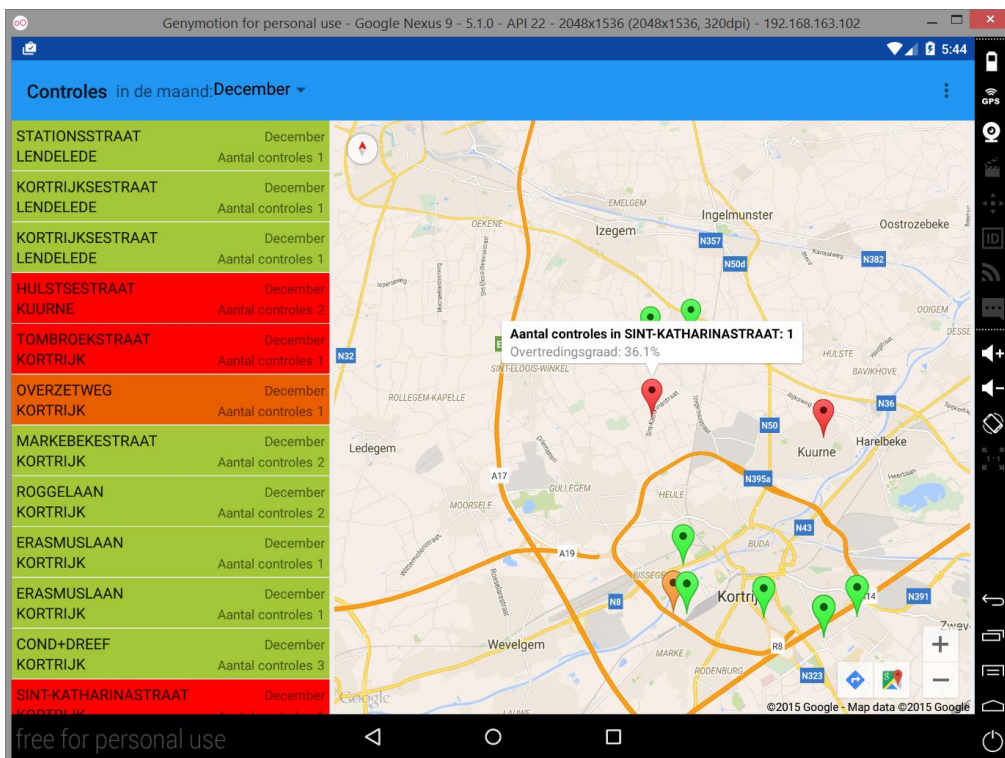 Genymotion for personal use - Google Nexus 9 - 5.1.0 - API 22 - 2048x1536 (2048x1536, 320dpi) - 192.168.163.102
5:44
Controles in de maand: December
STATIONSSTRAAT December
LENDELEDE Aantal controles 1
KORTRIJKSESTRAAT December
LENDELEDE Aantal controles 1
KORTRIJKSESTRAAT December
LENDELEDE Aantal controles 1
HULSTSESTRAAT December
KUURNE Aantal controles 2
TOMBROEKSTRAAT December
KORTRIJK Aantal controles 1
OVERZETWEG December
KORTRIJK Aantal controles 1
MARKEBEKESTRAAT December
KORTRIJK Aantal controles 2
ROGGELAAN December
KORTRIJK Aantal controles 2
ERASMUSLAAN December
KORTRIJK Aantal controles 1
ERASMUSLAAN December
KORTRIJK Aantal controles 1
COND+DREEF December
KORTRIJK Aantal controles 3
SINT-KATHARINASTRAAT December
EMELGEM
Ingelmunster
OEKENE
Izegem
Oostrozebeke
N357
N50d
Kanaalweg
N382
OOIGEM
Aantal controles in SINT-KATHARINASTRAAT: 1
Overtredingsgraad: 36.1%
N32
SINT-ELOOIS-WINKEL
HULSTE
BAVIKHOVE
ROLLEGEM-KAPELLE
Rijksweg
N36
N50
Ledegem
Kuurne
Harelbeke
A17
N395a
GULLEGEM
HEULE
MOORSELE
N43
A19
BUDA
N8
Kortrij
N391
Wevelgem
MARKE
R8
RODENBURG
N323
Google
LAUWE
©2015 Google - Map data ©2015 Google
GPS
ID
free for personal use